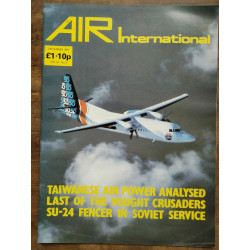 AIR International
£1·10p
TAIWANESE AIR POWER ANALYSED
LAST OF THE VOUGHT CRUSADERS
SU-24 FENCER IN SOVIET SERVICE